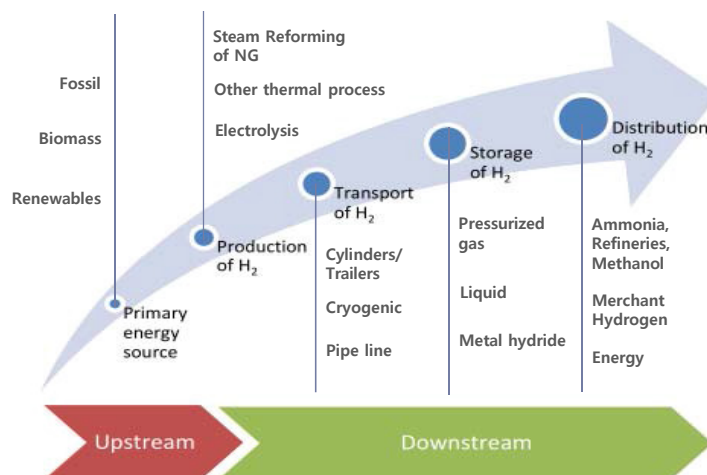 Fossil
Biomass
Renewables
Primary
energy
source
Steam Reforming
of NG
Other thermal process
Electrolysis
Production
of H₂
Transport
of H₂
Cylinders/
Trailers
Cryogenic
Pipe line
Storage
of H₂
Pressurized
gas
Liquid
Metal hydride
Distribution
of H₂
Ammonia,
Refineries,
Methanol
Merchant
Hydrogen
Energy
Upstream
Downstream